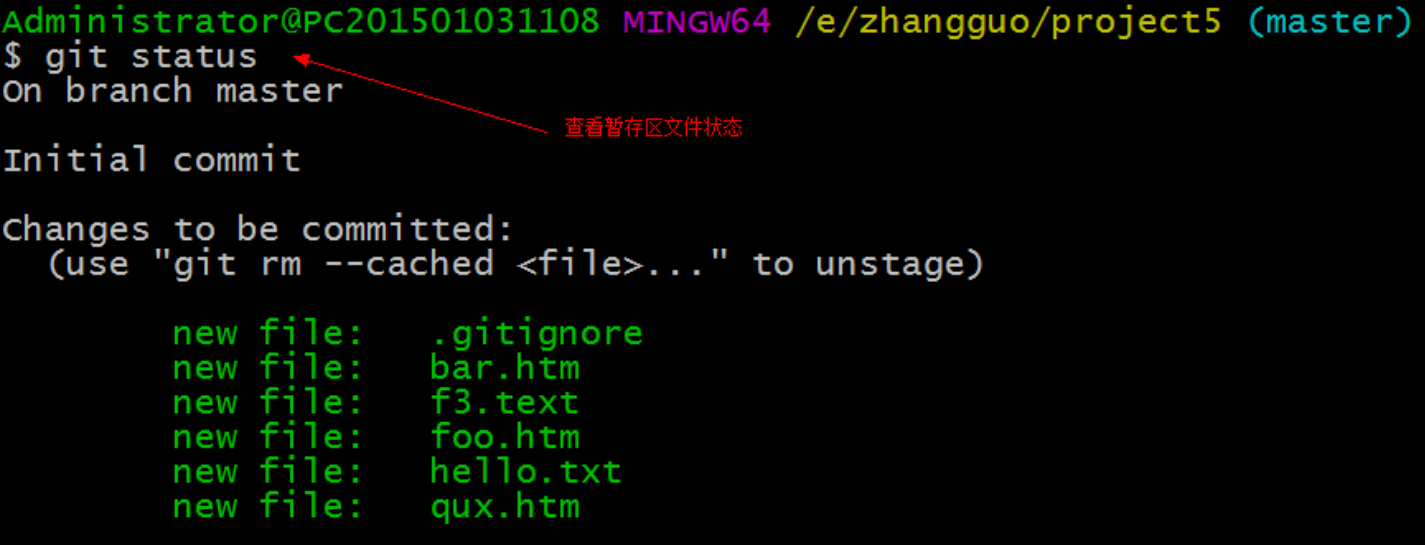 Administrator@PC201501031108 MINGW64 /e/zhangguo/project5 (master)
$ git status
On branch master
查看暂存区文件状态
Initial commit
Changes to be committed:
(use "git rm --cached <file>..." to unstage)
new file: .gitignore
new file: bar.htm
new file: f3.text
new file: foo.htm
new file: hello.txt
new file: qux.htm